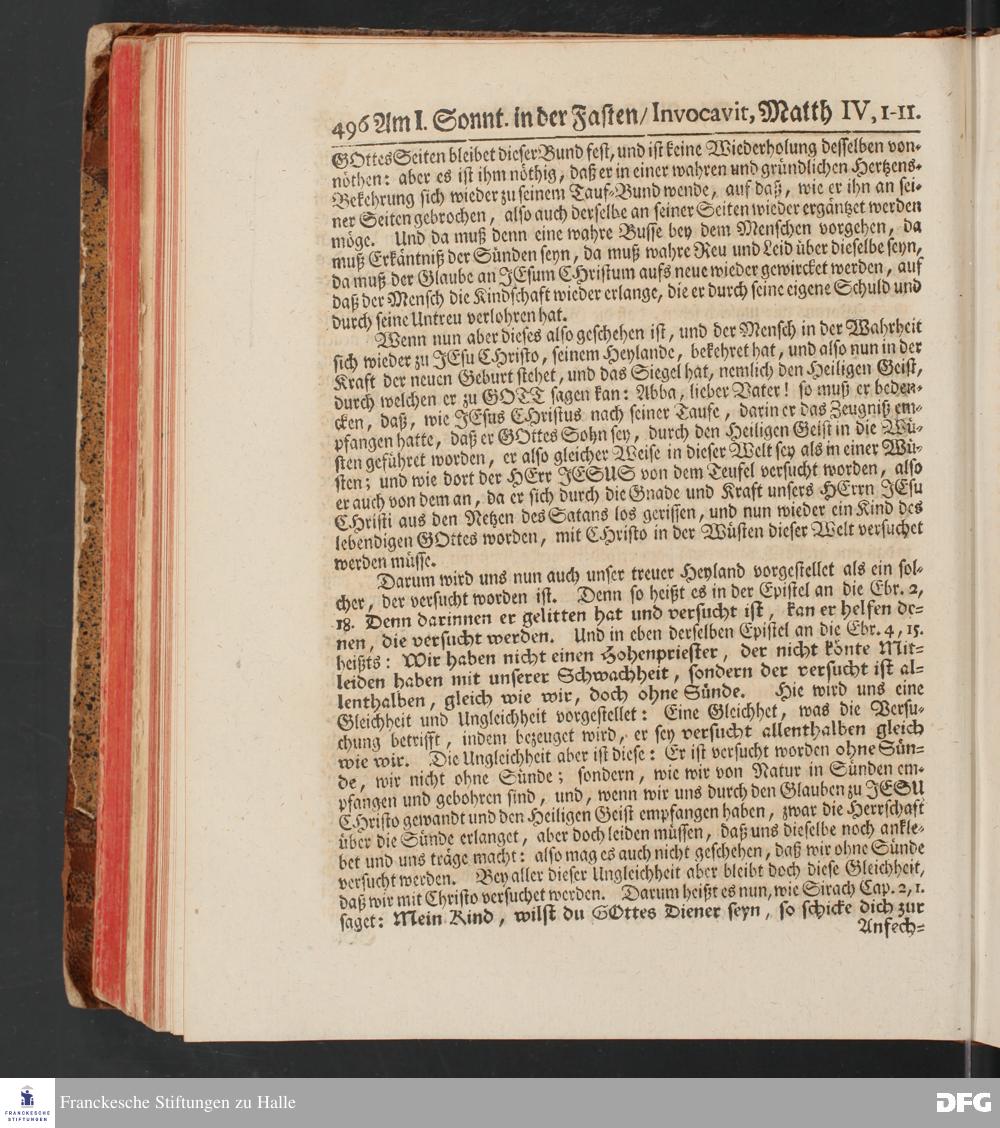 496 Am I. Sonnt. in der Fasten/ Invocavit, Matth IV, 1-11.
GOttes Seiten bleibet dieser Bund fest, und ist keine Wiederholung desselben von-
nöthen: aber es ist ihm nöthig, daß er in einer wahren und gründlichen Hertzens-
Bekehrung sich wieder zu seinem Tauf-Bund wende, auf daß, wie er ihn an sei-
ner Seiten gebrochen, also auch derselbe an seiner Seiten wieder ergäntzet werden
möge. Und da muß denn eine wahre Busse bey dem Menschen vorgehen, da
muß Erkäntniß der Sünden seyn, da muß wahre Reu und Leid über dieselbe seyn,
da muß der Glaube an JEsum CHristum aufs neue wieder gewircket werden, auf
daß der Mensch die Kindschaft wieder erlange, die er durch seine eigene Schuld und
durch seine Untreu verlohren hat.
Wenn nun aber dieses also geschehen ist, und der Mensch in der Wahrheit
sich wieder zu JEsu CHristo, seinem Heylande, bekehret hat, und also nun in der
Kraft der neuen Geburt stehet, und das Siegel hat, nemlich den Heiligen Geist,
durch welchen er zu GOTT sagen kan: Abba, lieber Vater! so muß er beden-
cken, daß, wie JEsus CHristus nach seiner Taufe, darin er das Zeugniß em-
pfangen hatte, daß er GOttes Sohn sey, durch den Heiligen Geist in die Wü-
sten geführet worden, er also gleicher Weise in dieser Welt sey als in einer Wü-
sten; und wie dort der HErr JESUS von dem Teufel versucht worden, also
er auch von dem an, da er sich durch die Gnade und Kraft unsers HErrn JEsu
CHristi aus den Netzen des Satans los gerissen, und nun wieder ein Kind des
lebendigen GOttes worden, mit CHristo in der Wüsten dieser Welt versuchet
werden müsse.
Darum wird uns nun auch unser treuer Heyland vorgestellet als ein sol-
cher, der versucht worden ist. Denn so heißt es in der Epistel an die Ebr. 2,
18. Denn darinnen er gelitten hat und versucht ist, kan er helfen de-
nen, die versucht werden. Und in eben derselben Epistel an die Ebr. 4, 15.
heißts: Wir haben nicht einen Hohenpriester, der nicht könte Mit-
leiden haben mit unserer Schwachheit, sondern der versucht ist al-
lenthalben, gleich wie wir, doch ohne Sünde. Hie wird uns eine
Gleichheit und Ungleichheit vorgestellet: Eine Gleichhet, was die Versu-
chung betrifft, indem bezeuget wird, er sey versucht allenthalben gleich
wie wir. Die Ungleichheit aber ist diese: Er ist versucht worden ohne Sün-
de, wir nicht ohne Sünde; sondern, wie wir von Natur in Sünden em-
pfangen und gebohren sind, und, wenn wir uns durch den Glauben zu JESU
CHristo gewandt und den Heiligen Geist empfangen haben, zwar die Herrschaft
über die Sünde erlanget, aber doch leiden müssen, daß uns dieselbe noch ankle-
bet und uns träge macht: also mag es auch nicht geschehen, daß wir ohne Sünde
versucht werden. Bey aller dieser Ungleichheit aber bleibt doch diese Gleichheit,
daß wir mit Christo versuchet werden. Darum heißt es nun, wie Sirach Cap. 2, 1.
saget: Mein Kind, wilst du GOttes Diener seyn, so schicke dich zur
Anfech-
FRANCKESCHE
STIFTUNGEN
Franckesche Stiftungen zu Halle
DFG